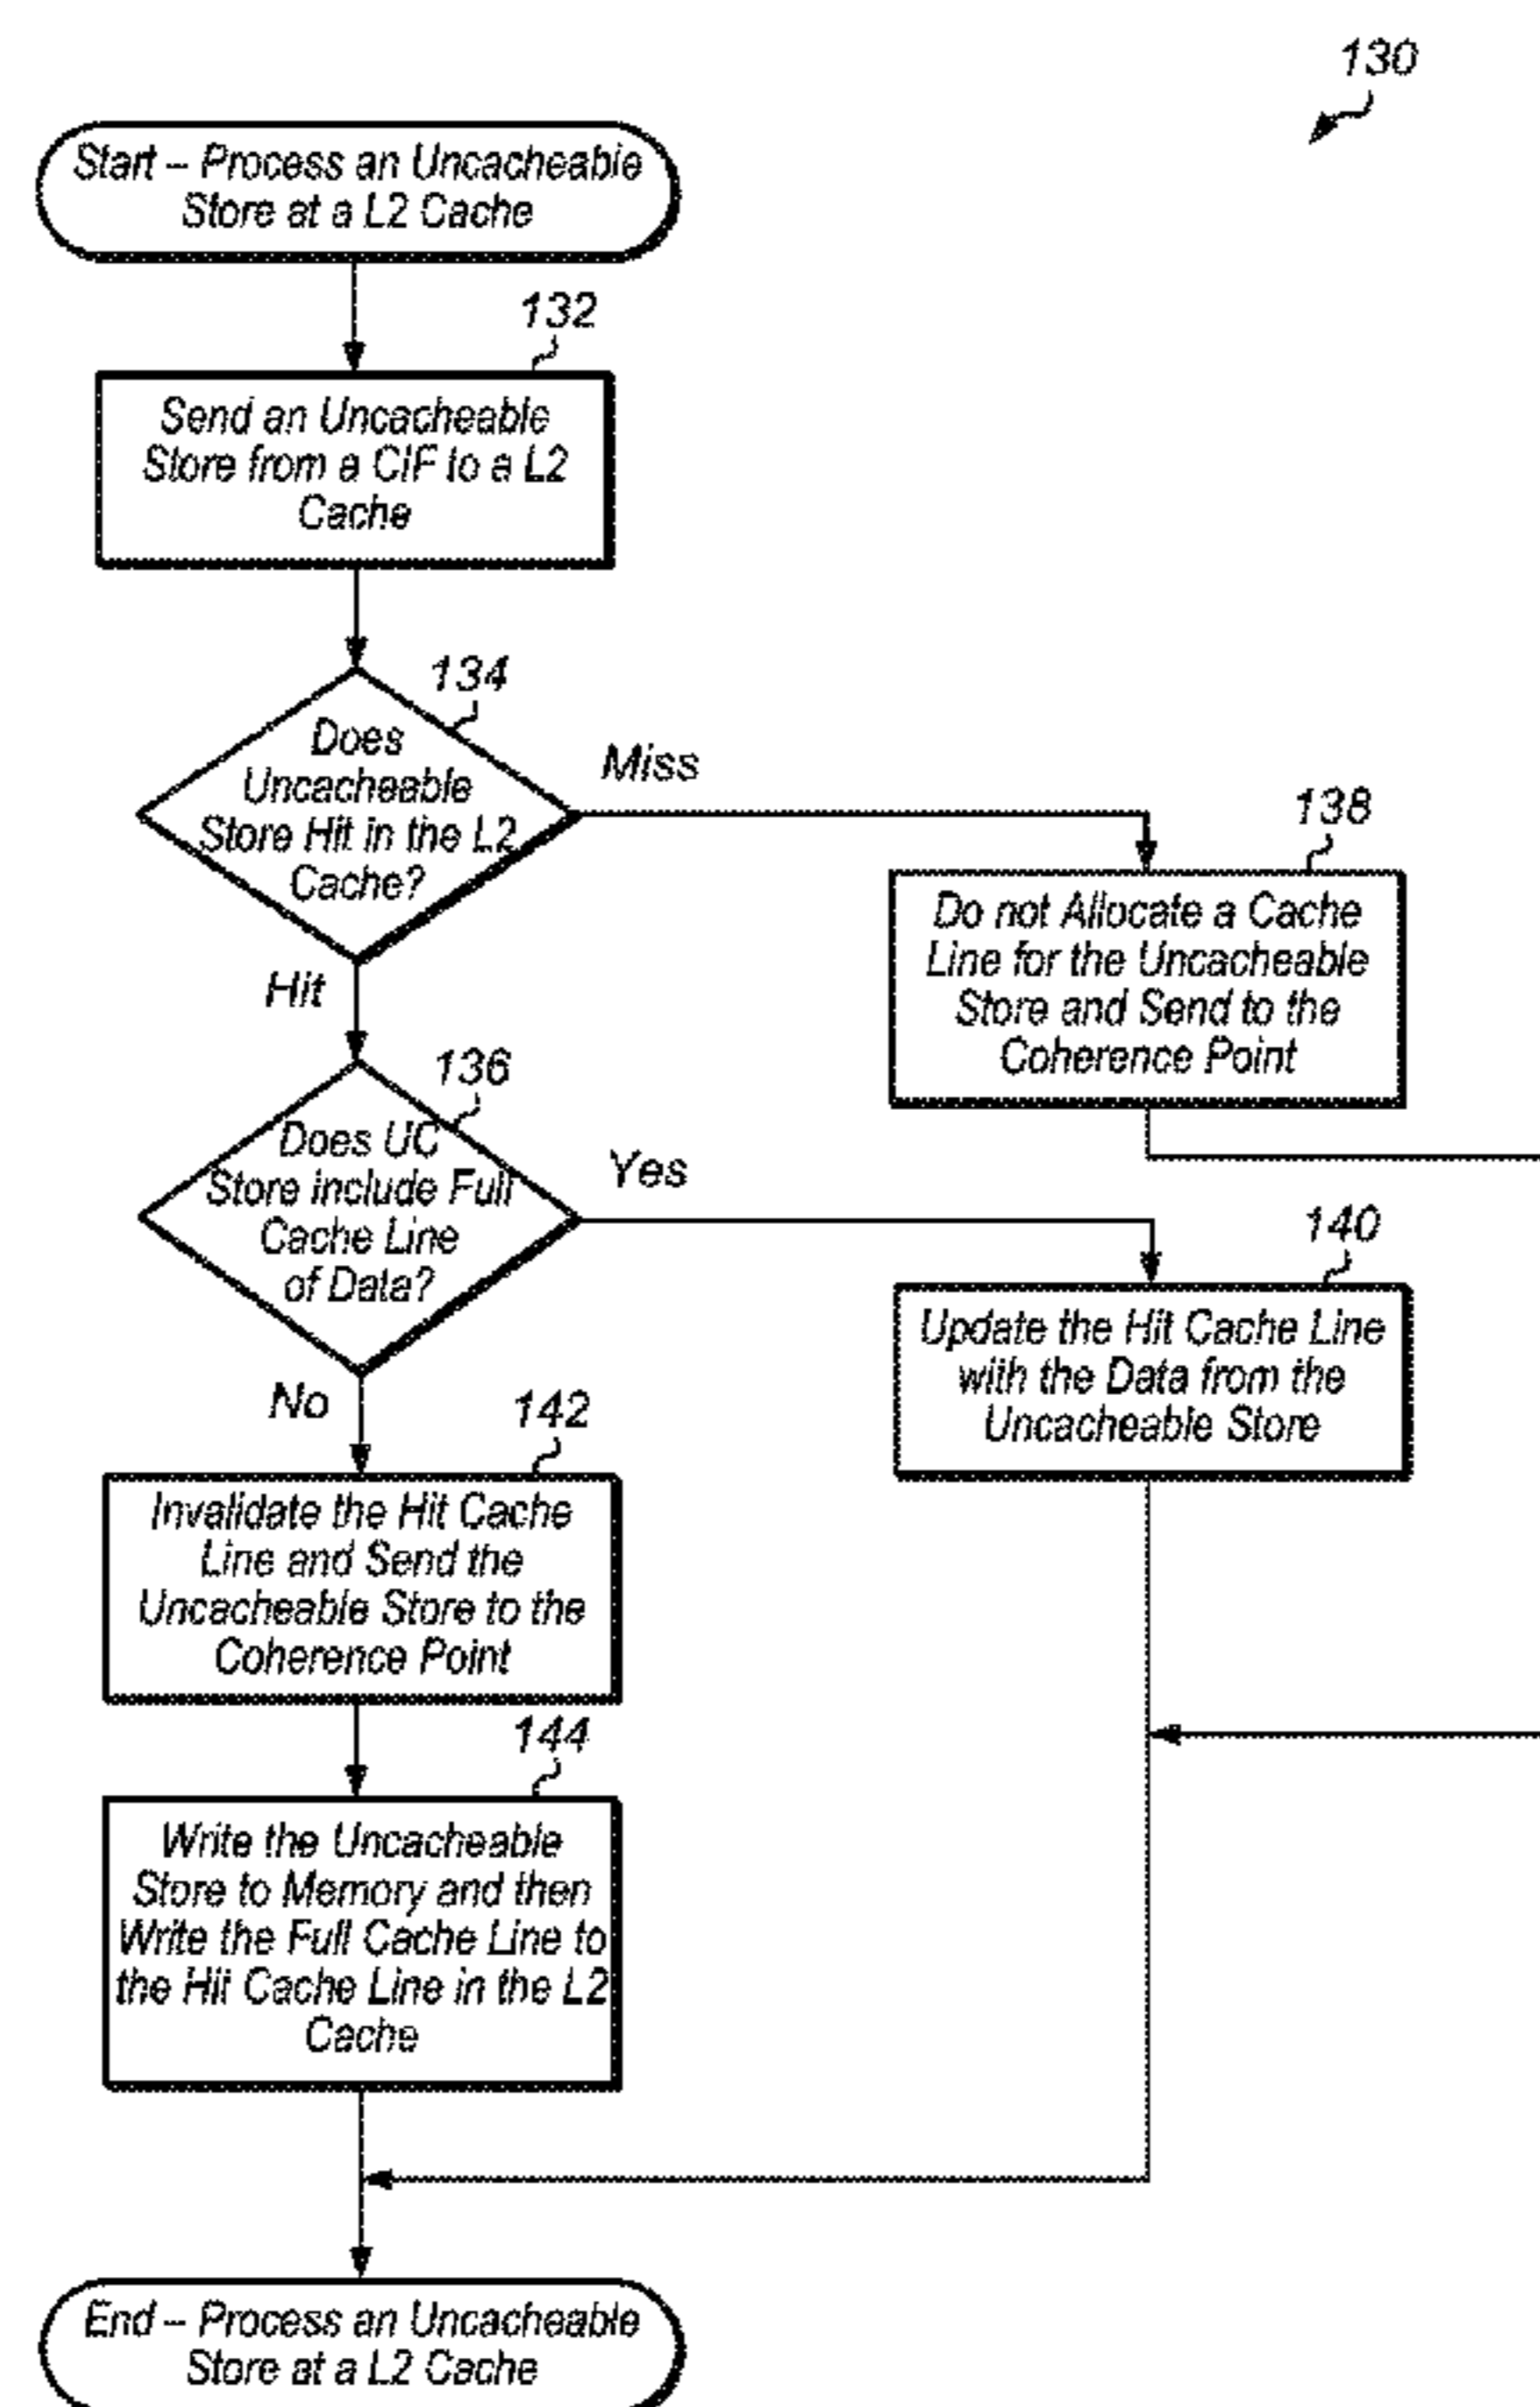 130
Start – Process an Uncacheable
Store at a L2 Cache
132
Send an Uncacheable
Store from a CIF to a L2
Cache
134
Does
Uncacheable
Store Hit in the L2
Cache?
Miss
Hit
138
Do not Allocate a Cache
Line for the Uncacheable
Store and Send to the
Coherence Point
136
Does UC
Store include Full
Cache Line
of Data?
Yes
No
140
Update the Hit Cache Line
with the Data from the
Uncacheable Store
142
Invalidate the Hit Cache
Line and Send the
Uncacheable Store to the
Coherence Point
144
Write the Uncacheable
Store to Memory and then
Write the Full Cache Line to
the Hit Cache Line in the L2
Cache
End – Process an Uncacheable
Store at a L2 Cache